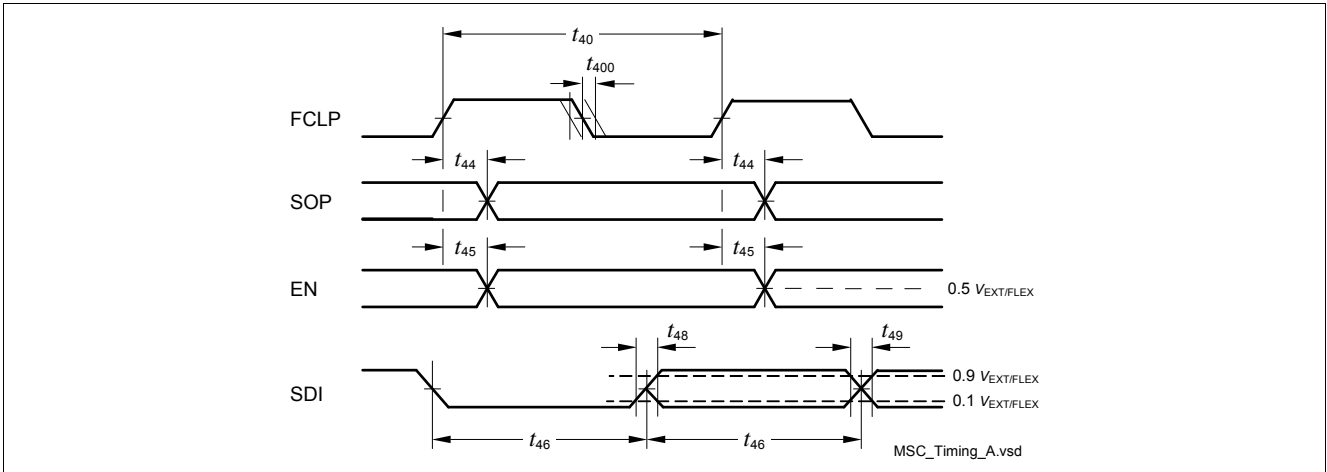 t40
t400
FCLP
t44 t44
SOP
t45 t45
EN
0.5 VEXT/FLEX
t48 t49
SDI
0.9 VEXT/FLEX
0.1 VEXT/FLEX
t46 t46
MSC_Timing_A.vsd